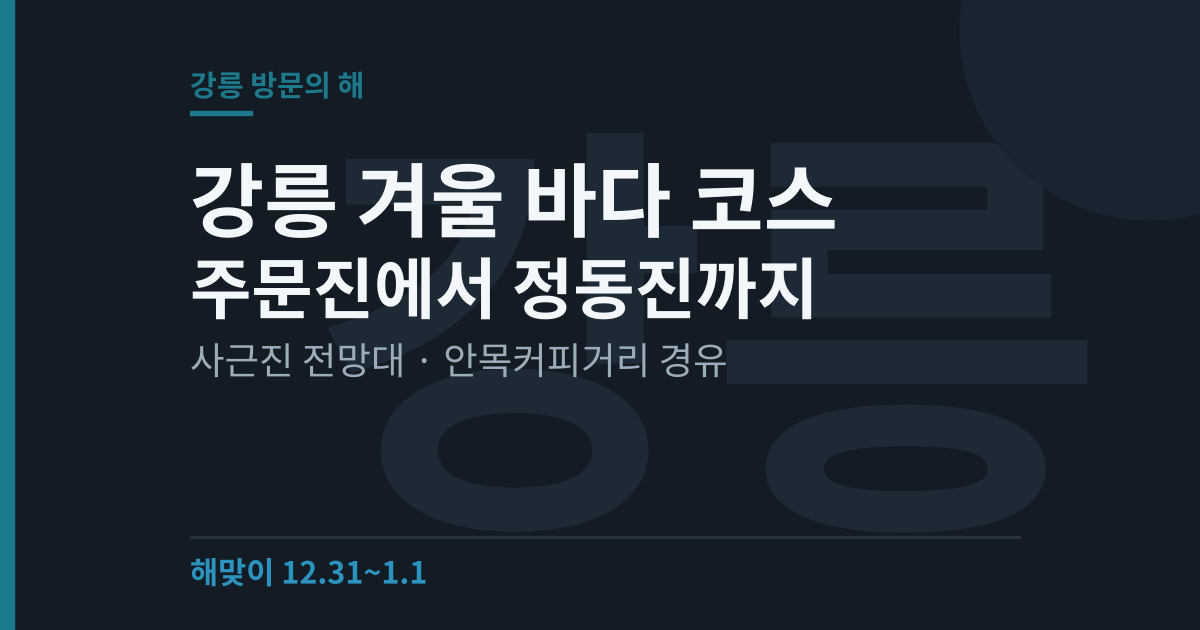 강릉 방문의 해
강릉 겨울 바다 코스
주문진에서 정동진까지
사근진 전망대 · 안목커피거리 경유
해맞이 12.31~1.1
강릉